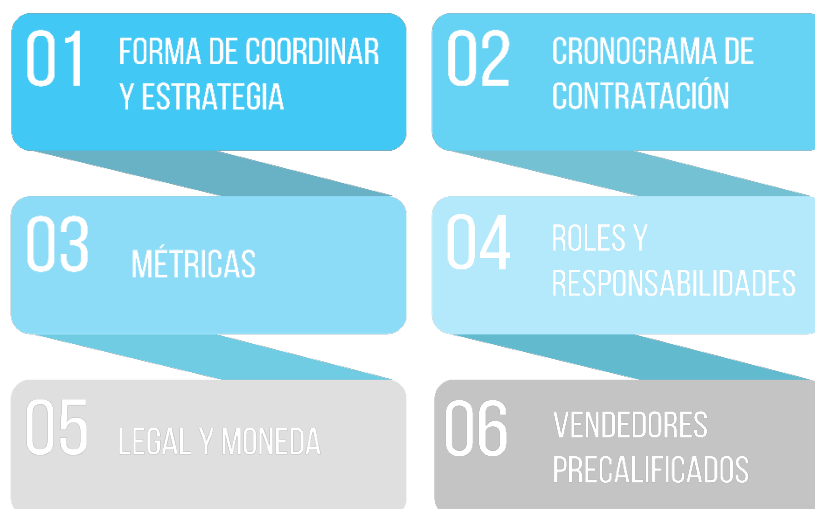 01
FORMA DE COORDINAR
Y ESTRATEGIA
02
CRONOGRAMA DE
CONTRATACIÓN
03
MÉTRICAS
04
ROLES Y
RESPONSABILIDADES
05
LEGAL Y MONEDA
06
VENDEDORES
PRECALIFICADOS